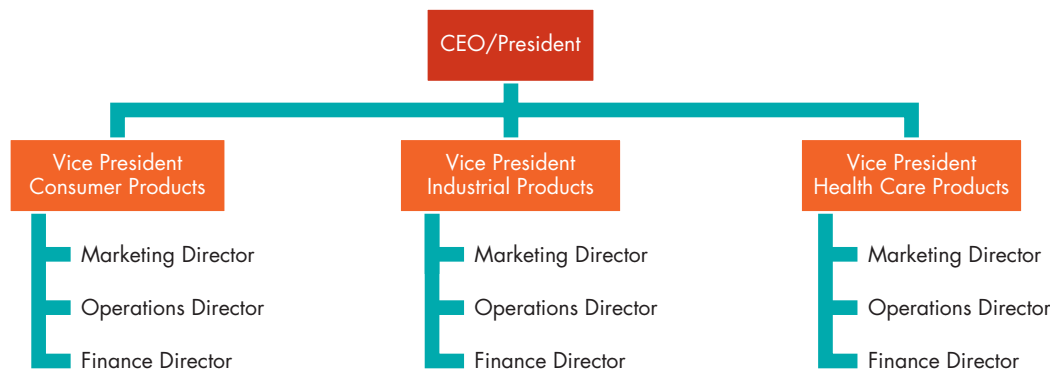 CEO/President
Vice President
Consumer Products
Vice President
Industrial Products
Vice President
Health Care Products
Marketing Director
Operations Director
Finance Director
Marketing Director
Operations Director
Finance Director
Marketing Director
Operations Director
Finance Director